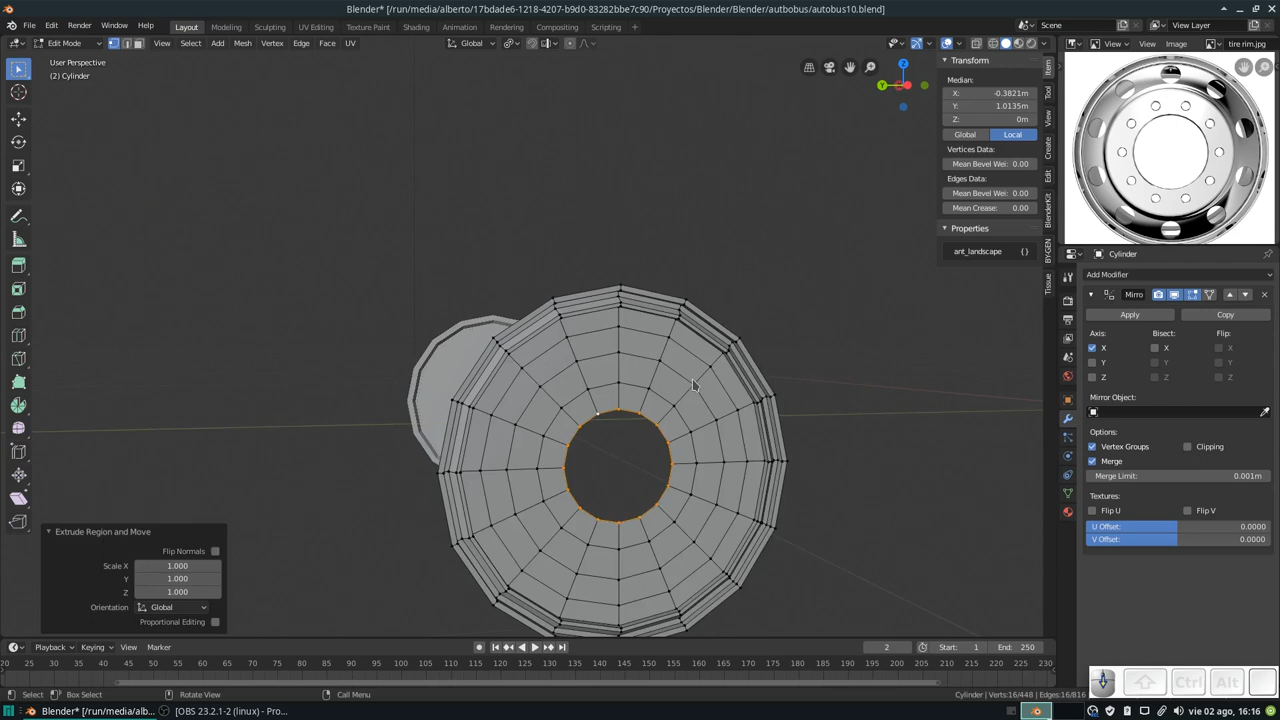 Blender* [/run/media/alberto/17bdade6-1218-4207-b9d0-83282bbe7c90/Proyectos/Blender/Blender/autbobus/autobus10.blend]
File Edit Render Window Help Layout Modeling Sculpting UV Editing Texture Paint Shading Animation Rendering Compositing Scripting Scene View Layer
Edit Mode View Select Add Mesh Vertex Edge Face UV Global View View Image tire rim.jpg
User Perspective
(2) Cylinder
Z
Y
Transform
Median:
X: -0.3821m
Y: 1.0135m
Z: 0m
Global Local
Vertices Data:
Mean Bevel Wei: 0.00
Edges Data:
Mean Bevel Wei: 0.00
Mean Crease: 0.00
Properties
ant_landscape {}
Item
Tool
View
Create
Edit
BlenderKit
BY-GEN
Tissue
Cylinder
Add Modifier
Mirro
Apply Copy
Axis: Bisect: Flip:
X X X
Y Y Y
Z Z Z
Mirror Object:
Options:
Vertex Groups Clipping
Merge
Merge Limit: 0.001m
Textures:
Flip U Flip V
U Offset: 0.0000
V Offset: 0.0000
Extrude Region and Move
Flip Normals
Scale X 1.000
Y 1.000
Z 1.000
Orientation Global
Proportional Editing
Playback Keying View Marker 2 Start: 1 End: 250
20 25 30 35 40 45 50 55 60 65 70 75 80 85 90 95 100 105 110 115 120 125 130 135 140 145 150 155 160 165 170 175 180 185 190 195 200 205 210 215 220 225 230
Ctrl Alt
Select Box Select Rotate View Call Menu Cylinder | Verts:16/448 | Edges:16/816
Blender* [/run/media/alb... [OBS 23.2.1-2 (linux) - Pro... vie 02 ago, 16:16